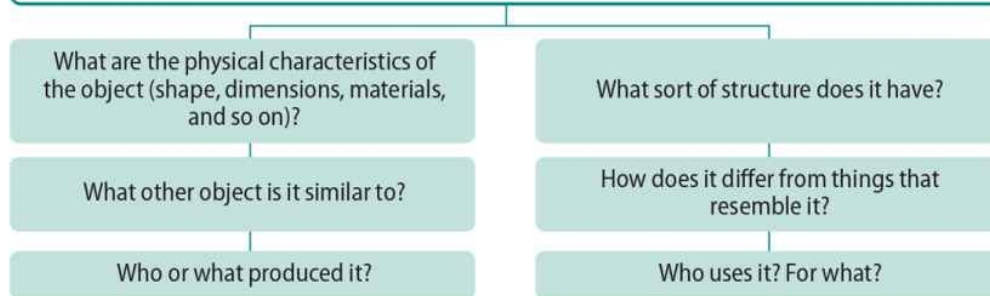 What are the physical characteristics of
the object (shape, dimensions, materials,
and so on)?
What sort of structure does it have?
What other object is it similar to?
How does it differ from things that
resemble it?
Who or what produced it?
Who uses it? For what?